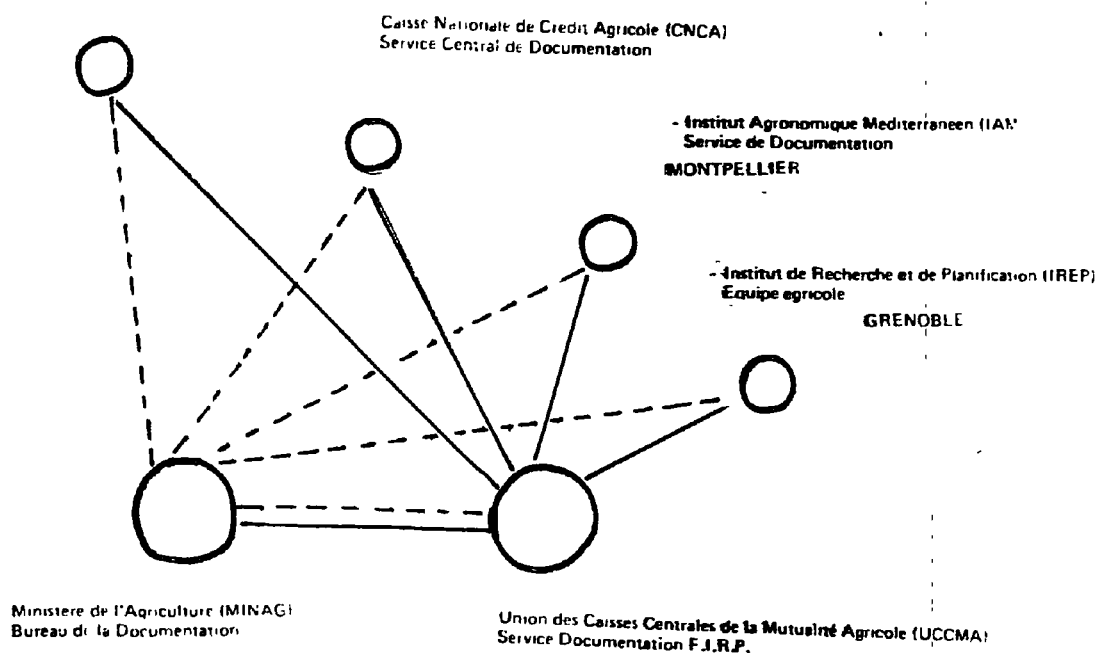 Caisse Nationale de Credit Agricole (CNCA)
Service Central de Documentation
- Institut Agronomique Mediterraneen (IAM)
Service de Documentation
MONTPELLIER
- Institut de Recherche et de Planification (IREP)
Equipe agricole
GRENOBLE
Ministere de l'Agriculture (MINAG)
Bureau de la Documentation
Union des Caisses Centrales de la Mutualité Agricole (UCCMA)
Service Documentation F.I.R.P.